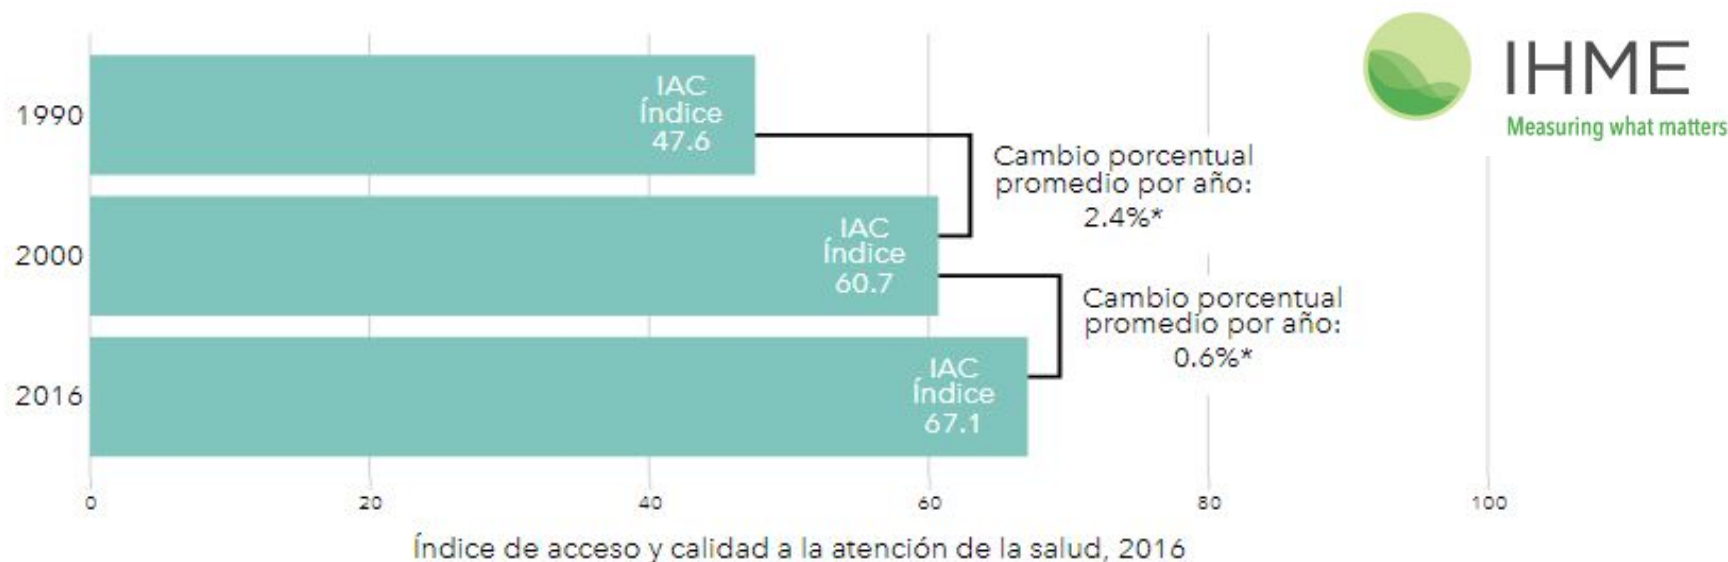 IHME
Measuring what matters
1990
IAC
Índice
47.6
Cambio porcentual
promedio por año:
2.4%*
2000
IAC
Índice
60.7
Cambio porcentual
promedio por año:
0.6%*
2016
IAC
Índice
67.1
0 20 40 60 80 100
Índice de acceso y calidad a la atención de la salud, 2016